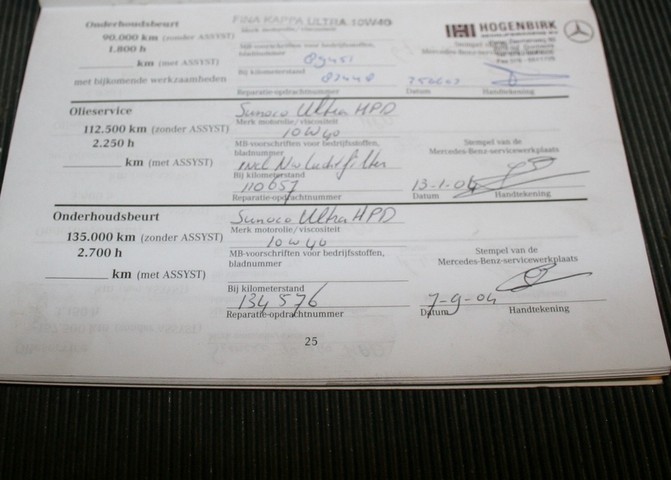 Onderhoudsbeurt
90.000 km (zonder ASSYST)
1.800 h
km (met ASSYST)
met bijkomende werkzaamheden
FINA KAPPA ULTRA 10W40
Merk motorolie/viscositeit
MB-voorschriften voor bedrijfsstoffen,
bladnummer
Bij kilometerstand
Reparatie-opdrachtnummer
Datum
Handtekening
HOGENBIRK
Olieservice
112.500 km (zonder ASSYST)
2.250 h
km (met ASSYST)
Sunoco Ultra HPD
Merk motorolie/viscositeit
10W40
MB-voorschriften voor bedrijfsstoffen,
bladnummer
Incl Nw Luchtfilter
Bij kilometerstand
110657
Reparatie-opdrachtnummer
Stempel van de
Mercedes-Benz-servicewerkplaats
13-1-04
Datum
Handtekening
Onderhoudsbeurt
135.000 km (zonder ASSYST)
2.700 h
km (met ASSYST)
Sunoco Ultra HPD
Merk motorolie/viscositeit
10W40
MB-voorschriften voor bedrijfsstoffen,
bladnummer
Bij kilometerstand
134576
Reparatie-opdrachtnummer
Stempel van de
Mercedes-Benz-servicewerkplaats
7-9-04
Datum
Handtekening
25